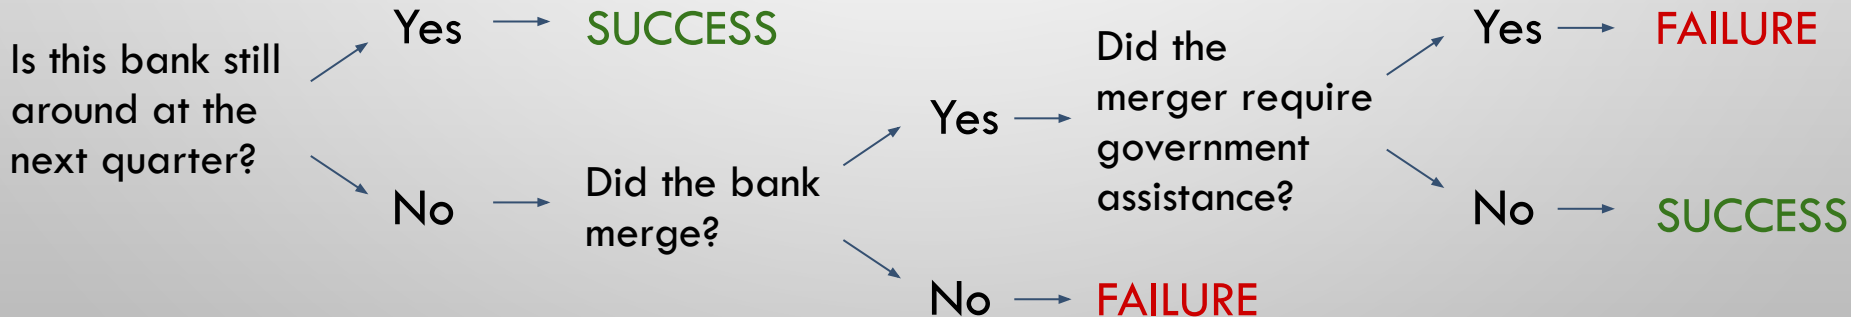 Is this bank still
around at the
next quarter?
Yes
SUCCESS
No
Did the bank
merge?
Yes
Did the
merger require
government
assistance?
Yes
FAILURE
No
SUCCESS
No
FAILURE